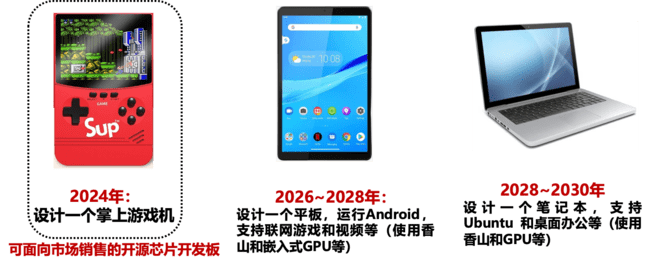 GAME
Sup
10:08
2024年：
设计一个掌上游戏机
可面向市场销售的开源芯片开发板
2026~2028年：
设计一个平板，运行Android，
支持联网游戏和视频等（使用香
山和嵌入式GPU等）
2028~2030年
设计一个笔记本，支持
Ubuntu 和桌面办公等（使用
香山和GPU等）